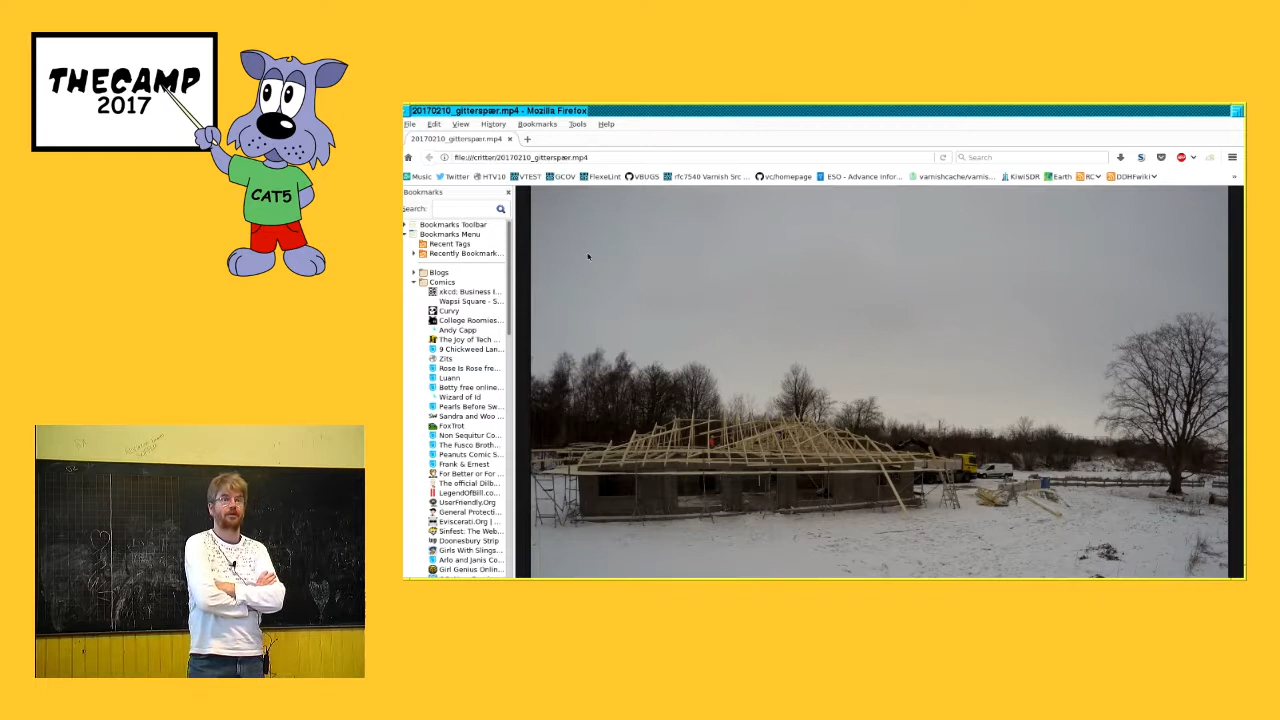 THECAMP
2017
CAT5
20170210_gitterspær.mp4 - Mozilla Firefox
File Edit View History Bookmarks Tools Help
20170210_gitterspær.mp4
file:///critter/20170210_gitterspær.mp4
Search
Music Twitter HTV10 VTEST GCOV FlexeLint VBUGS rfc7540 Varnish Src ... vc/homepage ESO - Advance Infor... varnishcache/varnis... KiwiSDR Earth RC DDHFwiki »
Bookmarks
earch:
Bookmarks Toolbar
Bookmarks Menu
Recent Tags
Recently Bookmark...
Blogs
Comics
xkcd: Business I...
Wapsi Square - S...
Curvy
College Roomies...
Andy Capp
The Joy of Tech ...
9 Chickweed Lan...
Zits
Rose Is Rose fre...
Luann
Betty free online...
Wizard of Id
Pearls Before Sw...
Sandra and Woo ...
FoxTrot
Non Sequitur Co...
The Fusco Broth...
Peanuts Comic S...
Frank & Ernest
For Better or For ...
The official Dilb...
LegendOfBill.co...
UserFriendly.Org
General Protecti...
Eviscerati.Org | ...
Sinfest: The Web...
Doonesbury Strip
Girls With Slings...
Arlo and Janis Co...
Girl Genius Onlin...